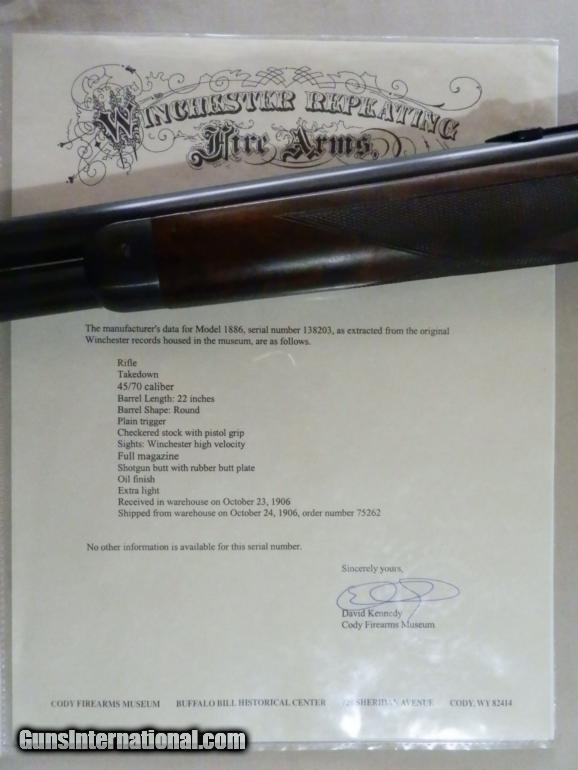 WINCHESTER REPEATING
Fire Arms.
The manufacturer's data for Model 1886, serial number 138203, as extracted from the original
Winchester records housed in the museum, are as follows.
Rifle
Takedown
45/70 caliber
Barrel Length: 22 inches
Barrel Shape: Round
Plain trigger
Checkered stock with pistol grip
Sights: Winchester high velocity
Full magazine
Shotgun butt with rubber butt plate
Oil finish
Extra light
Received in warehouse on October 23, 1906
Shipped from warehouse on October 24, 1906, order number 75262
No other information is available for this serial number.
Sincerely yours,
David Kennedy
Cody Firearms Museum
CODY FIREARMS MUSEUM BUFFALO BILL HISTORICAL CENTER SHERIDAN AVENUE CODY, WY 82414
GunsInternational.com